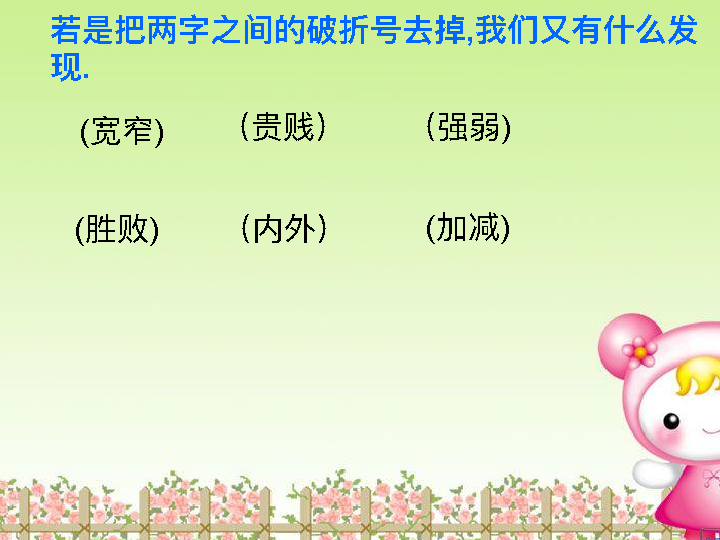 若是把两字之间的破折号去掉,我们又有什么发
现.
(宽窄) （贵贱） （强弱)
(胜败) （内外） (加减)